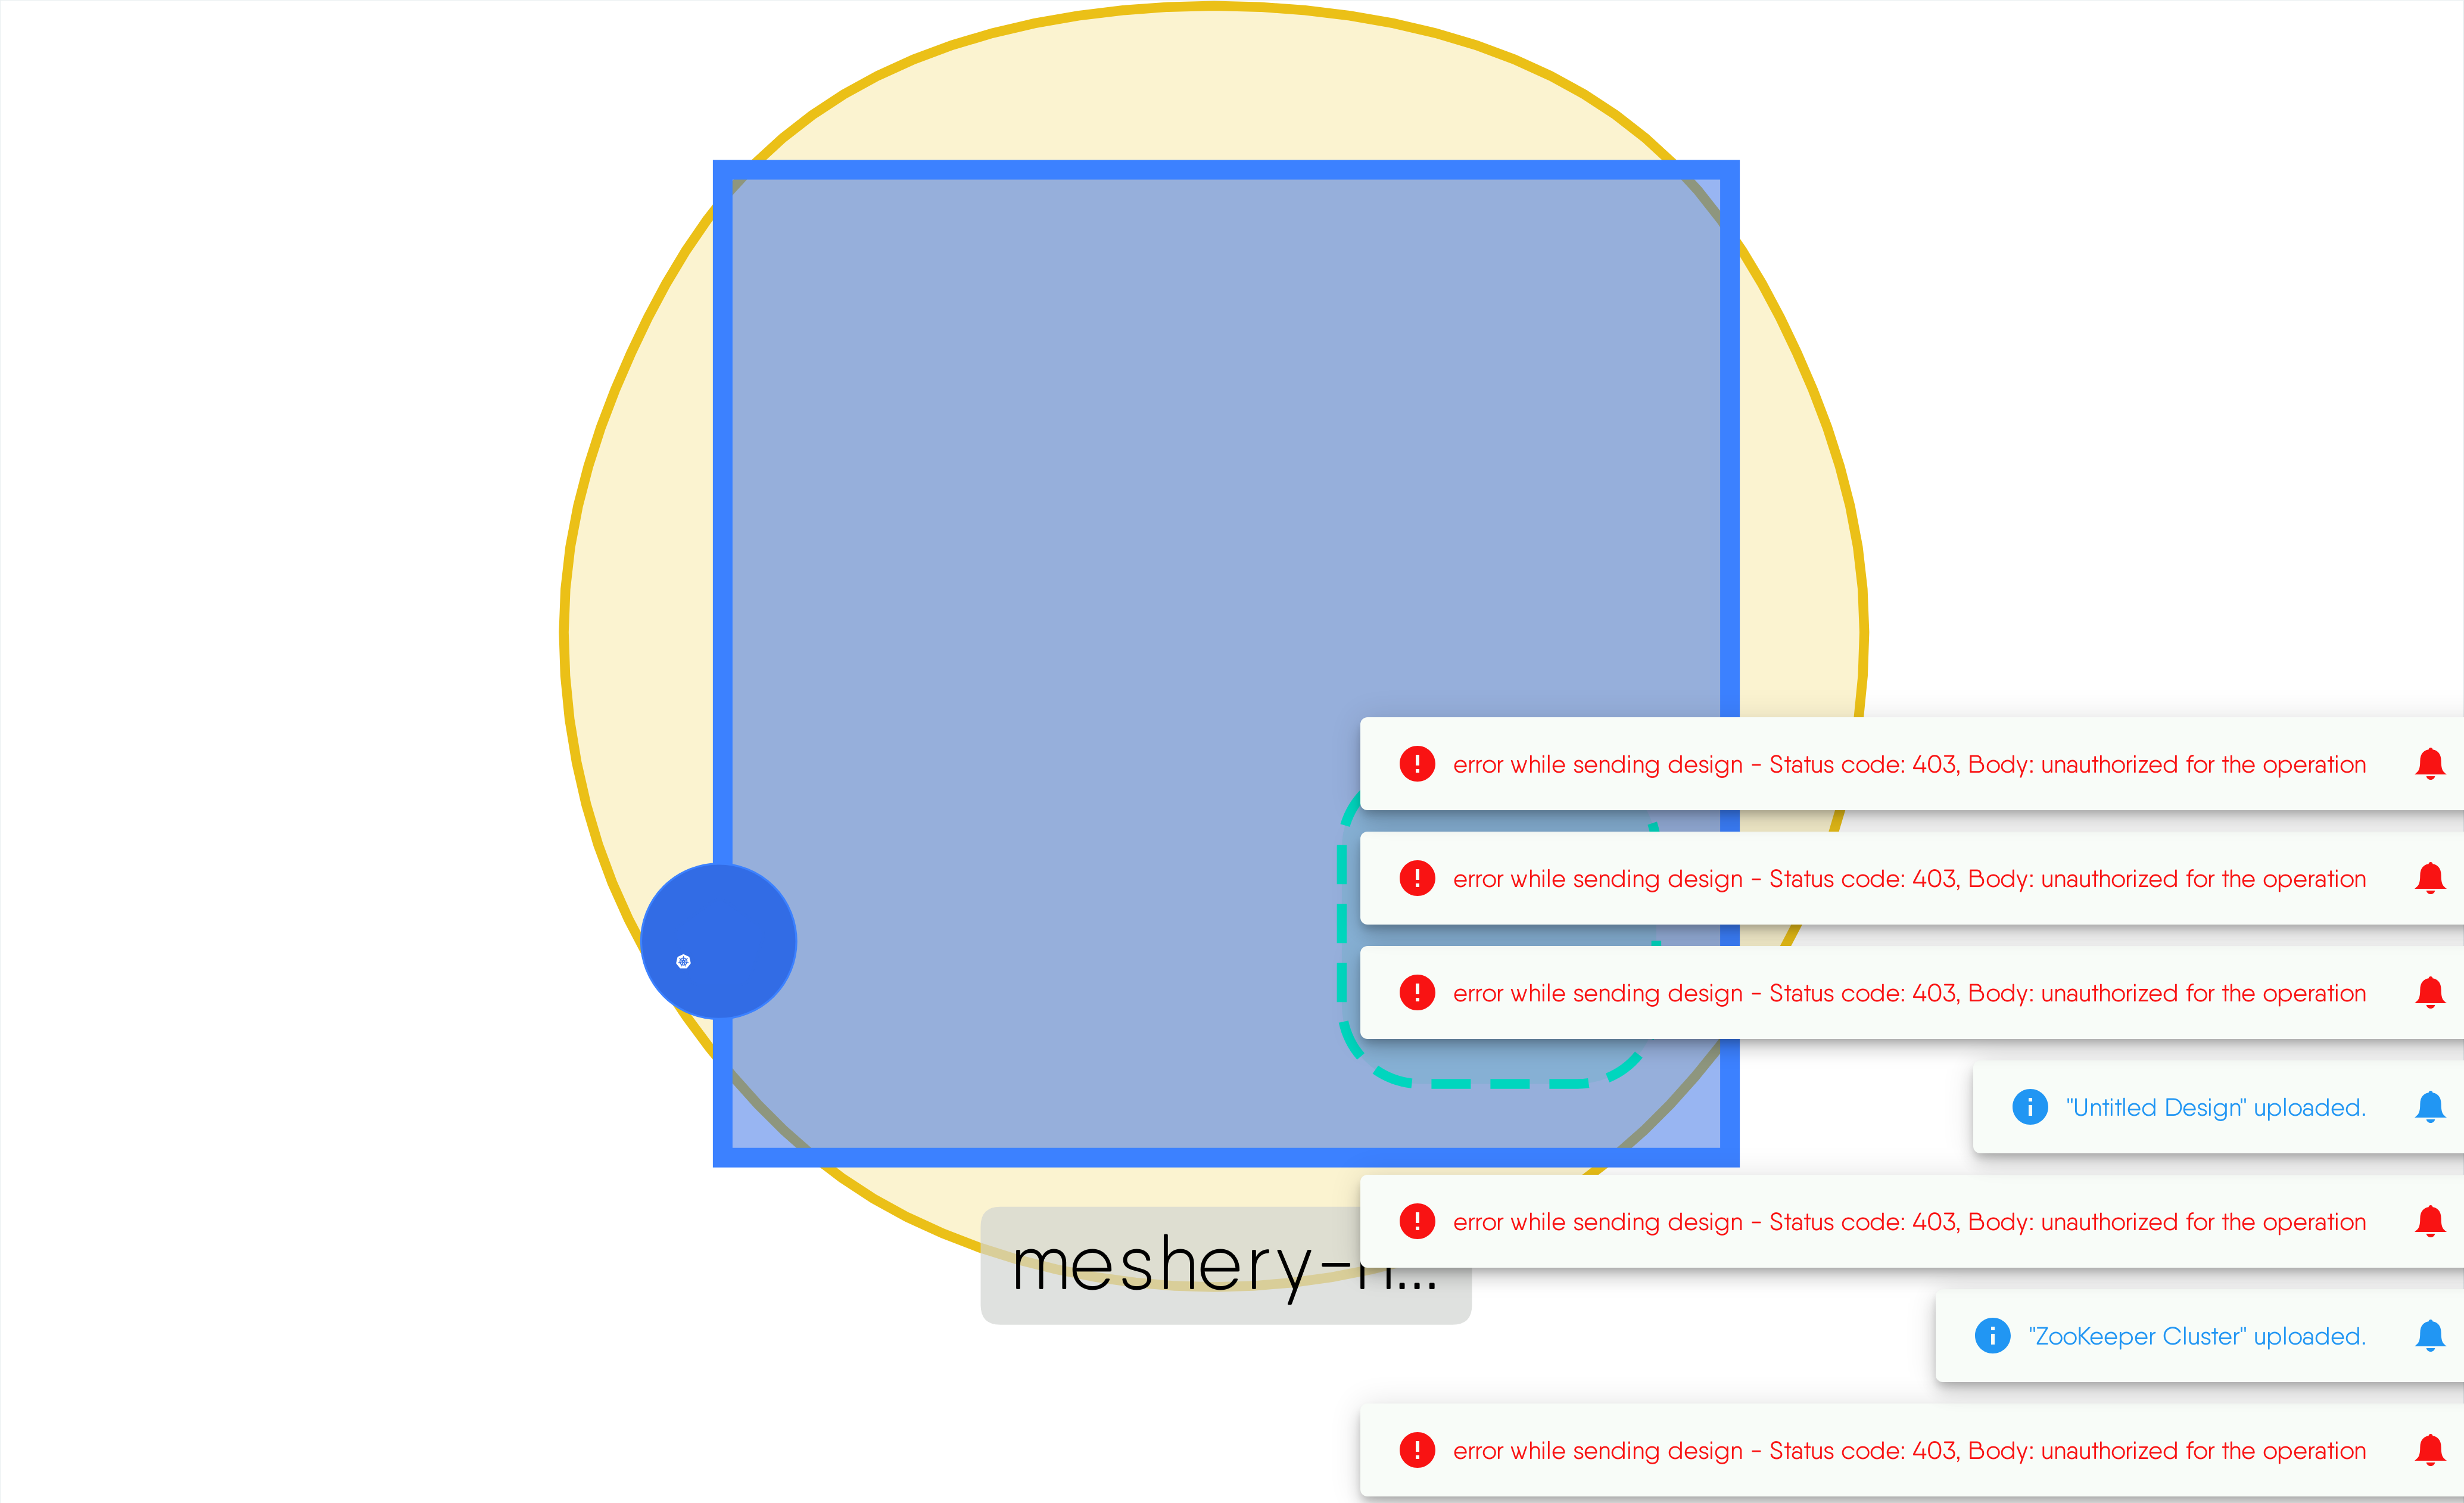 error while sending design - Status code: 403, Body: unauthorized for the operation
error while sending design - Status code: 403, Body: unauthorized for the operation
error while sending design - Status code: 403, Body: unauthorized for the operation
"Untitled Design" uploaded.
error while sending design - Status code: 403, Body: unauthorized for the operation
meshery-n...
"ZooKeeper Cluster" uploaded.
error while sending design - Status code: 403, Body: unauthorized for the operation